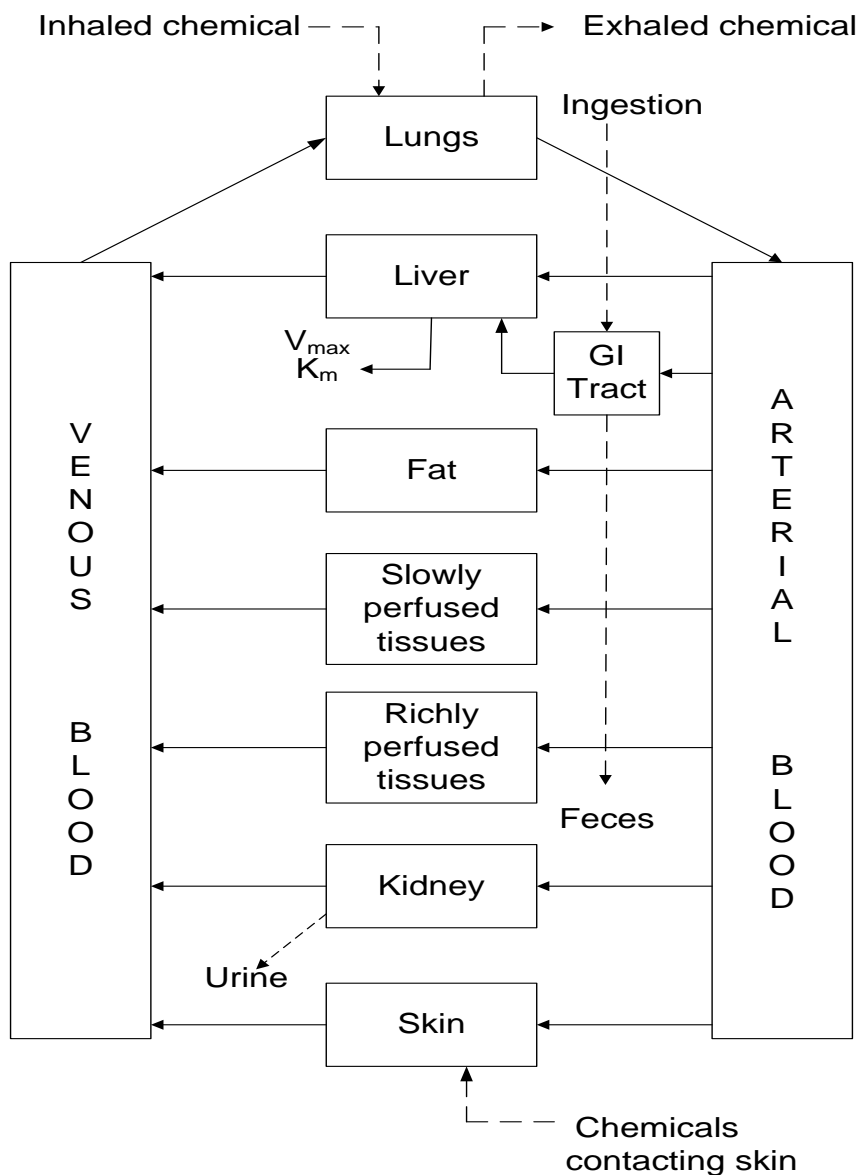 Inhaled chemical
Exhaled chemical
Ingestion
Lungs
Liver
Vmax
Km
GI
Tract
VENOUS BLOOD
ARTERIAL BLOOD
Fat
Slowly
perfused
tissues
Richly
perfused
tissues
Feces
Kidney
Urine
Skin
Chemicals
contacting skin